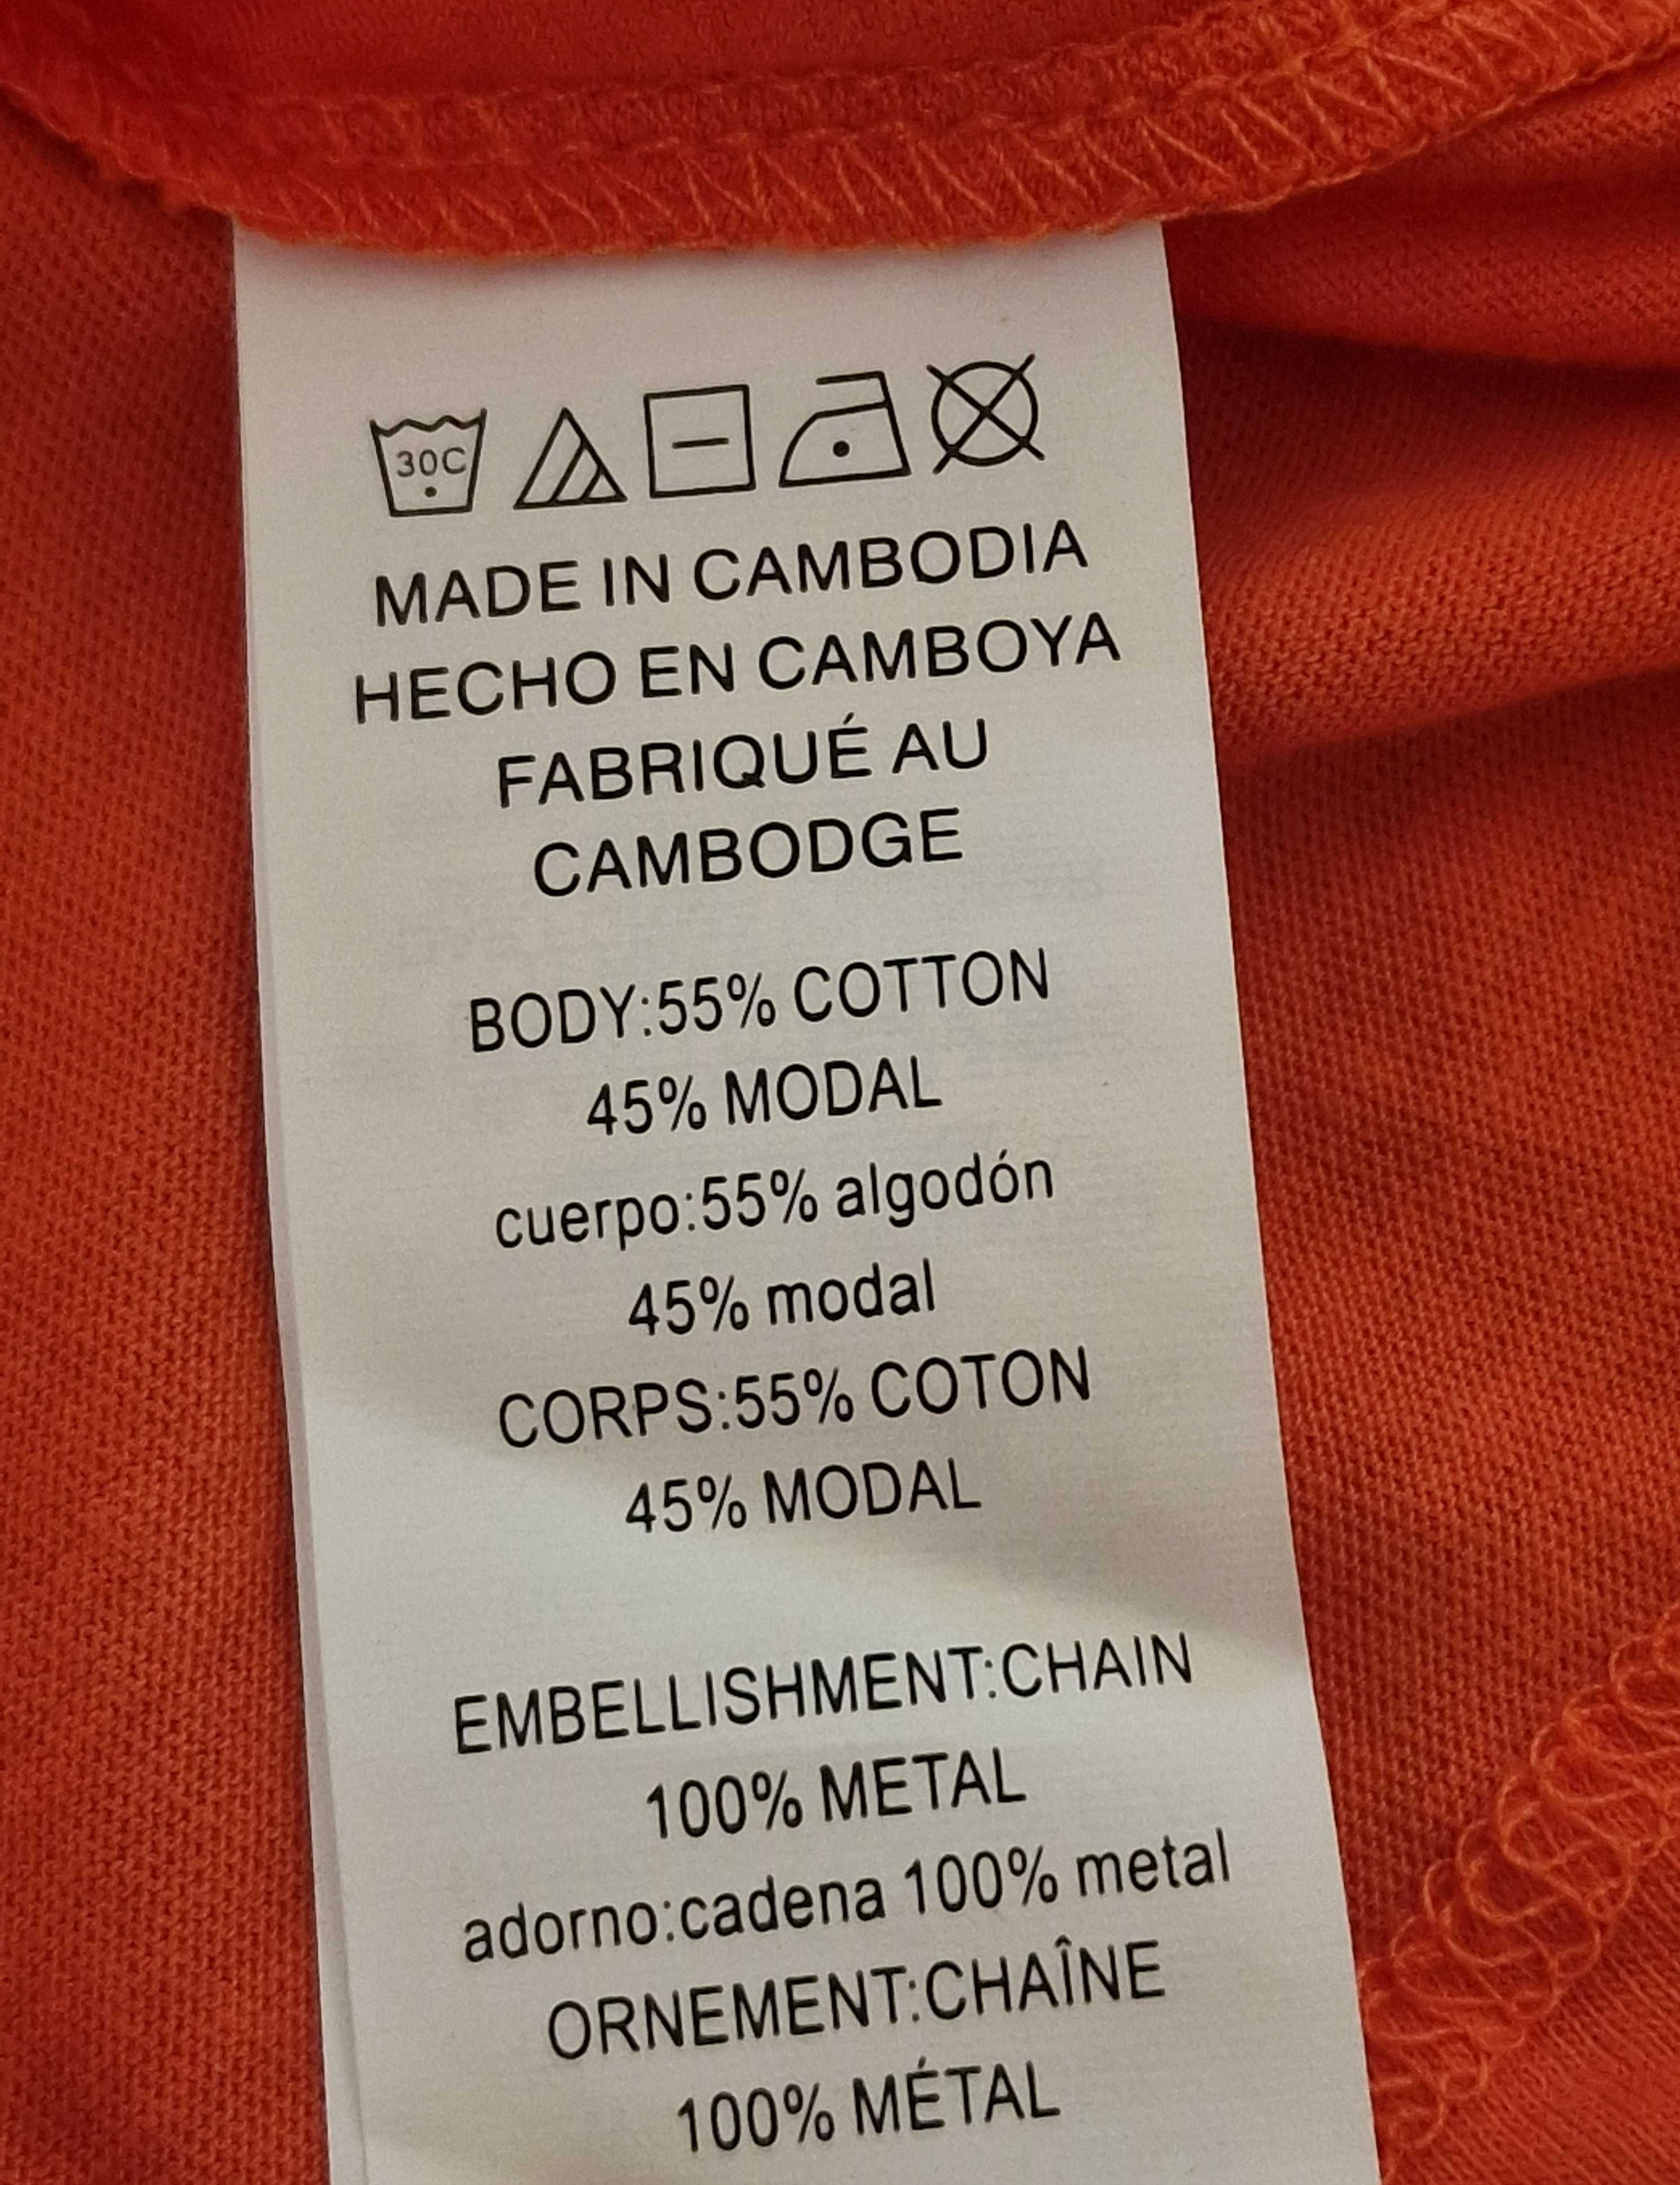 30C
MADE IN CAMBODIA
HECHO EN CAMBOYA
FABRIQUÉ AU
CAMBODGE
BODY:55% COTTON
45% MODAL
cuerpo:55% algodón
45% modal
CORPS:55% COTON
45% MODAL
EMBELLISHMENT:CHAIN
100% METAL
adorno:cadena 100% metal
ORNEMENT:CHAÎNE
100% MÉTAL